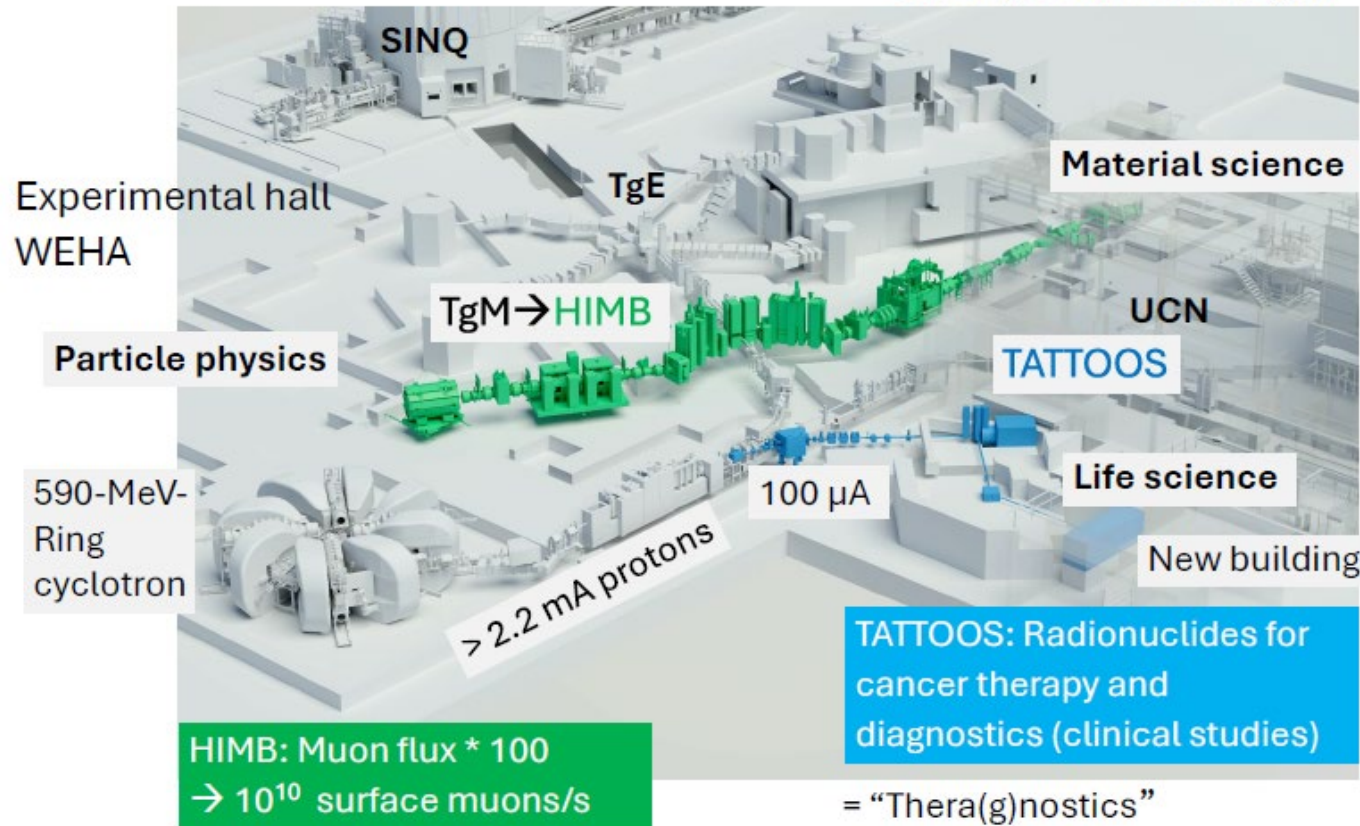 SINQ
Material science
TgE
Experimental hall
WEHA
TgM→HIMB
UCN
Particle physics
TATTOOS
590-MeV-
Ring
cyclotron
100 µA
Life science
New building
> 2.2 mA protons
TATTOOS: Radionuclides for
cancer therapy and
diagnostics (clinical studies)
HIMB: Muon flux * 100
→ 10¹⁰ surface muons/s
= “Thera(g)nostics”